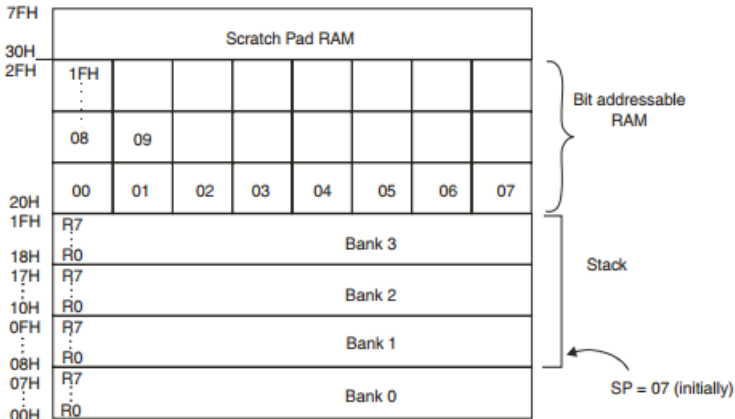 7FH
Scratch Pad RAM
30H
2FH
1FH
Bit addressable
RAM
08 09
00 01 02 03 04 05 06 07
20H
1FH
R7
Bank 3
Stack
18H
R0
17H
R7
Bank 2
10H
R0
0FH
R7
Bank 1
08H
R0
07H
R7
Bank 0
SP = 07 (initially)
00H
R0